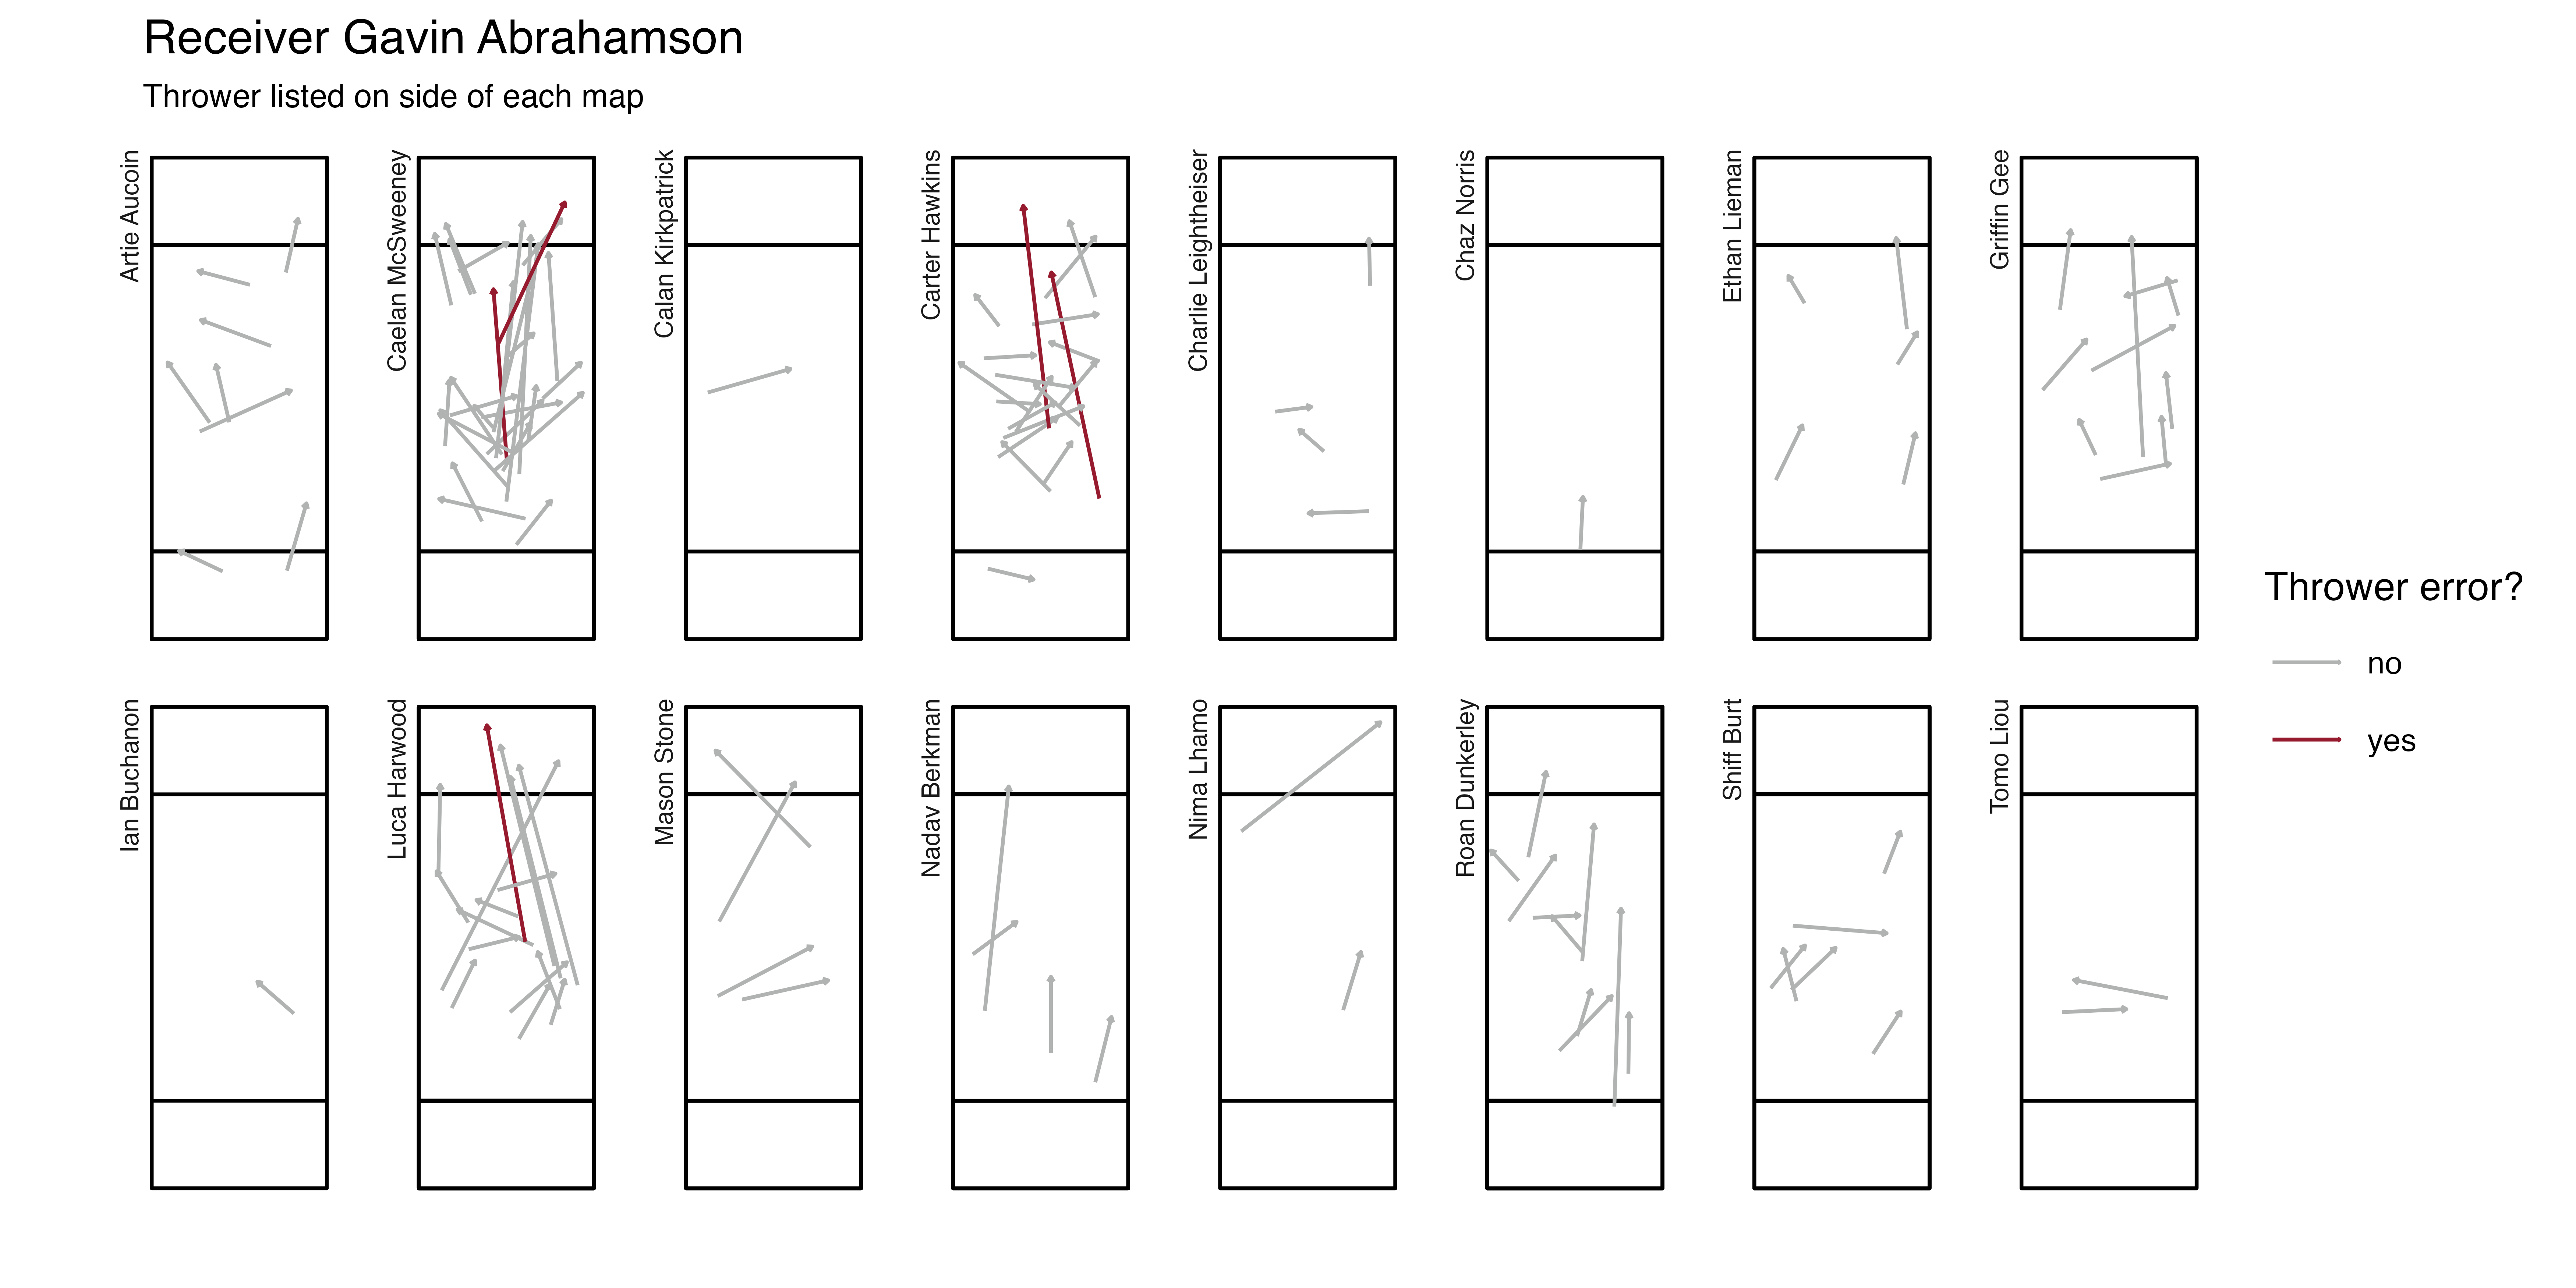 Receiver Gavin Abrahamson
Thrower listed on side of each map
Artie Aucoin
Caelan McSweeney
Calan Kirkpatrick
Carter Hawkins
Charlie Leightheiser
Chaz Norris
Ethan Lieman
Griffin Gee
Ian Buchanon
Luca Harwood
Mason Stone
Nadav Berkman
Nima Lhamo
Roan Dunkerley
Shiff Burt
Tomo Liou
Thrower error?
no
yes